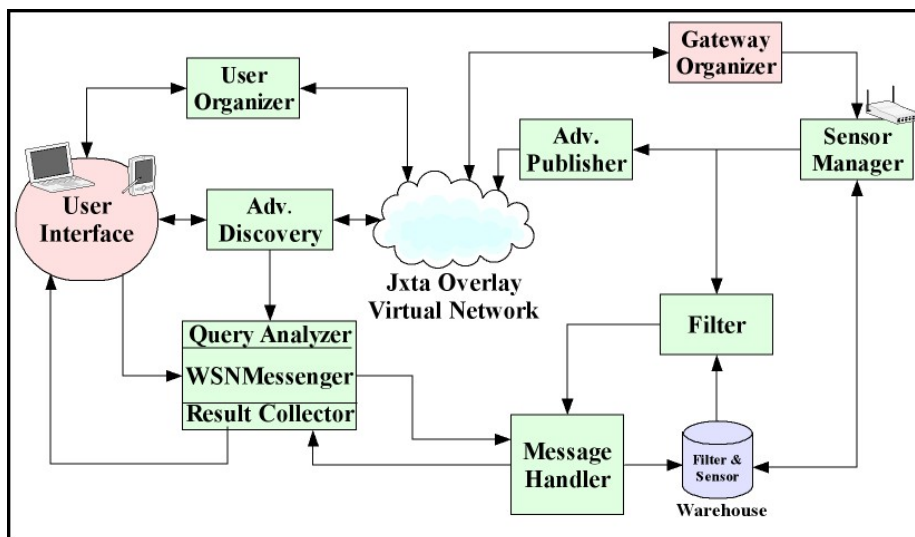 Gateway
Organizer
User
Organizer
Adv.
Publisher
Sensor
Manager
User
Interface
Adv.
Discovery
Jxta Overlay
Virtual Network
Query Analyzer
WSNMessenger
Result Collector
Filter
Message
Handler
Filter &
Sensor
Warehouse